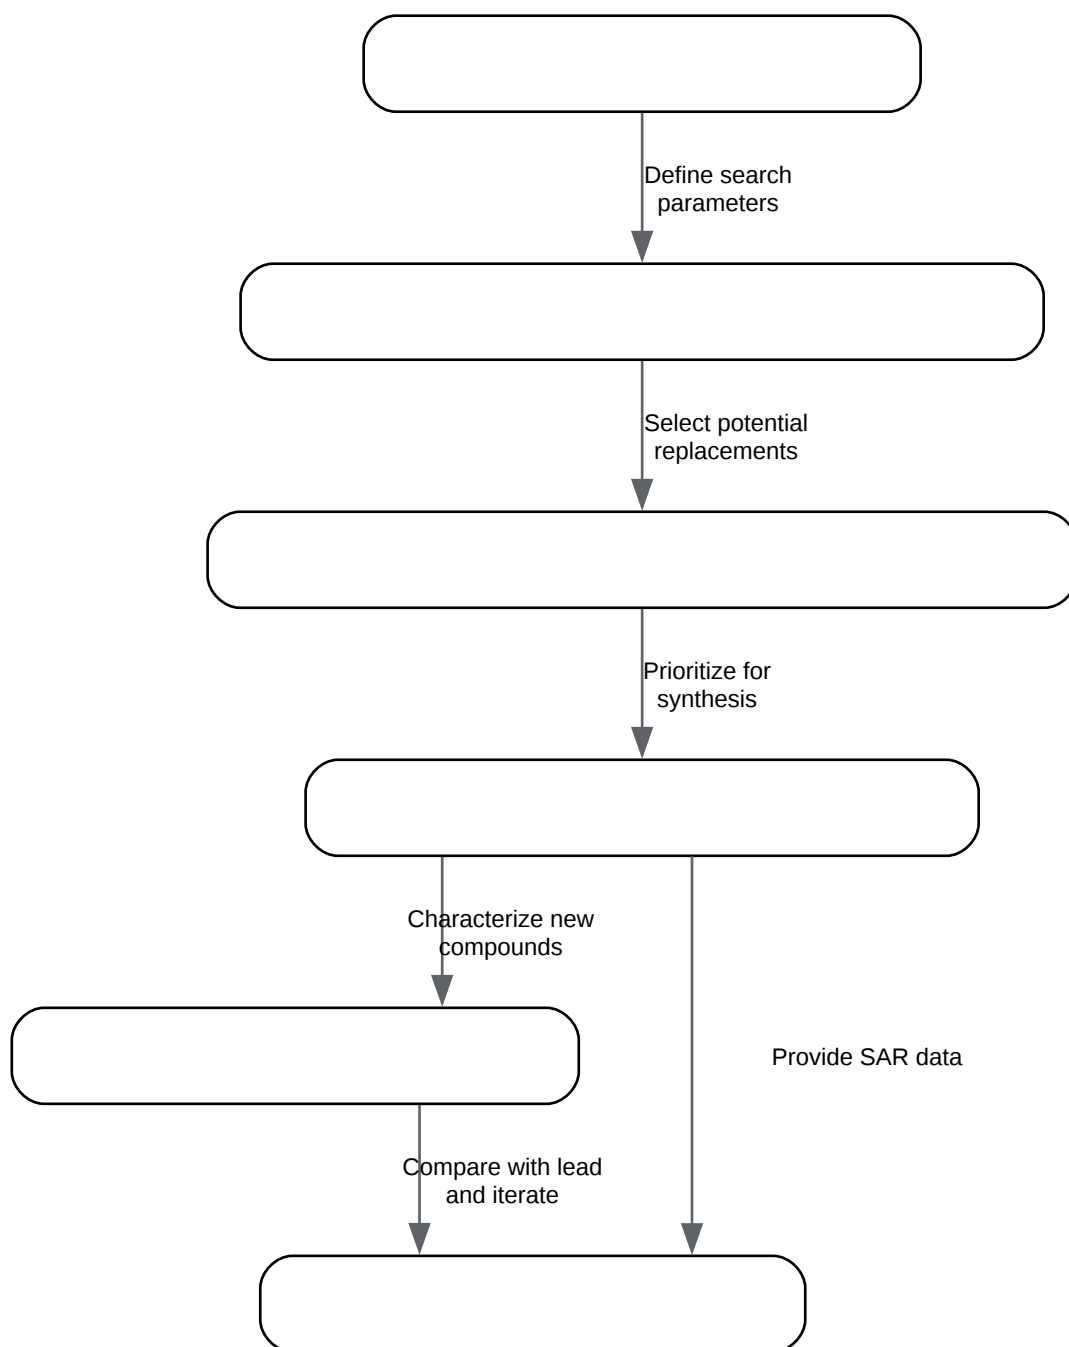 Define search
parameters
Select potential
replacements
Prioritize for
synthesis
Characterize new
compounds
Provide SAR data
Compare with lead
and iterate